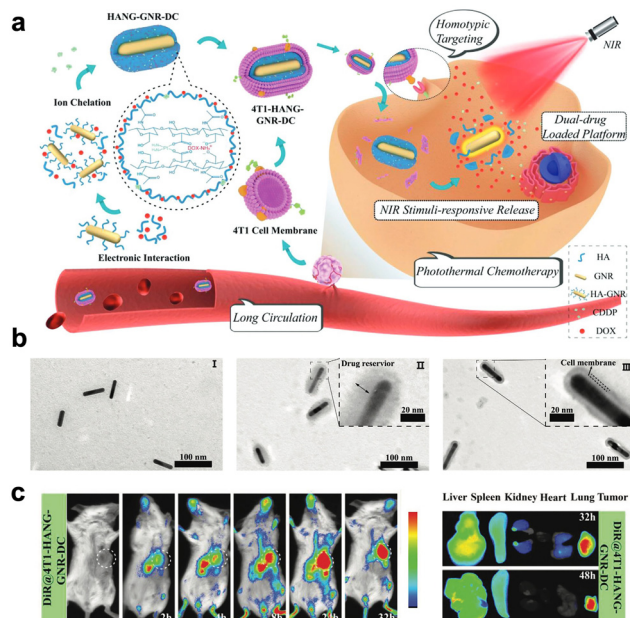 a
HANG-GNR-DC
Ion Chelation
DOX-NH₃⁺
Electronic Interaction
4T1-HANG-
GNR-DC
4T1 Cell Membrane
Homotypic
Targeting
NIR
Dual-drug
Loaded Platform
NIR Stimuli-responsive Release
Photothermal Chemotherapy
Long Circulation
HA
GNR
HA-GNR
CDDP
DOX
b
I
100 nm
Drug reservior
II
20 nm
100 nm
Cell membrane
III
20 nm
100 nm
c
DiR@4T1-HANG-
GNR-DC
2h
4h
8h
24h
32h
Liver Spleen Kidney Heart Lung Tumor
32h
48h
DiR@4T1-HANG-
GNR-DC